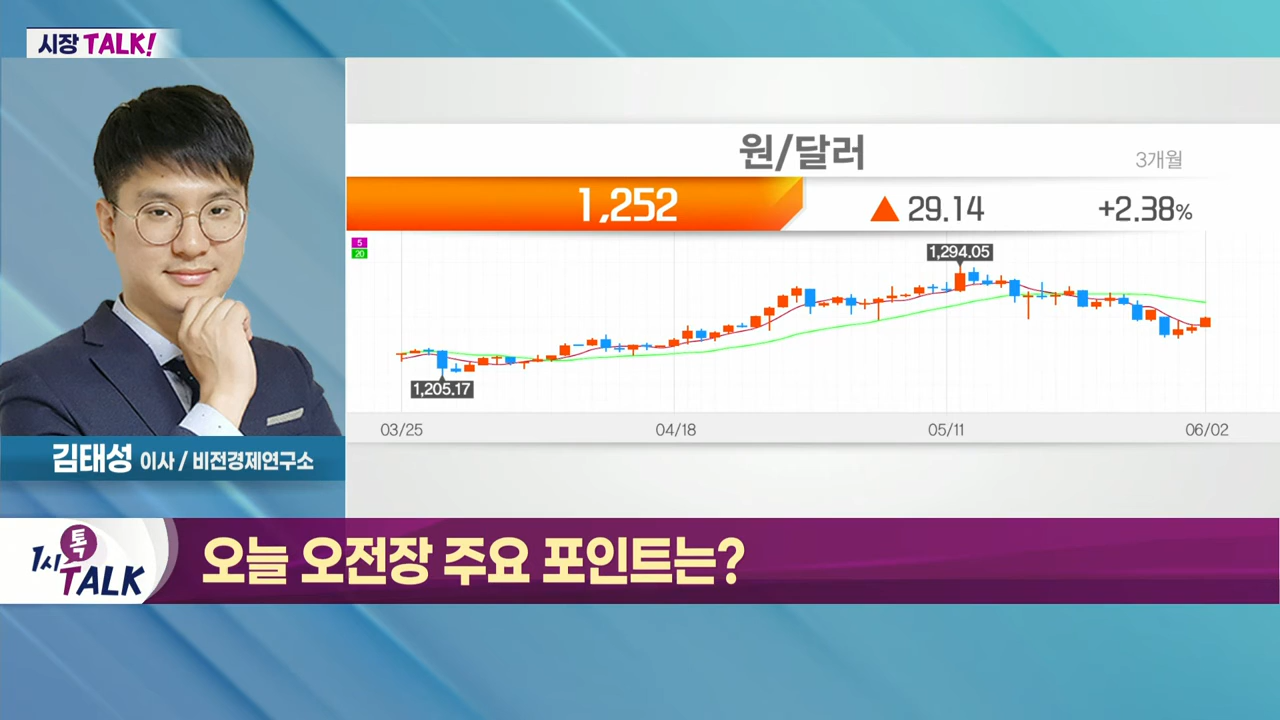 시장 TALK!
원/달러
3개월
1,252 ▲ 29.14 +2.38%
5
20
1,294.05
1,205.17
03/25 04/18 05/11 06/02
김태성 이사 / 비전경제연구소
1시 톡 TALK
오늘 오전장 주요 포인트는?